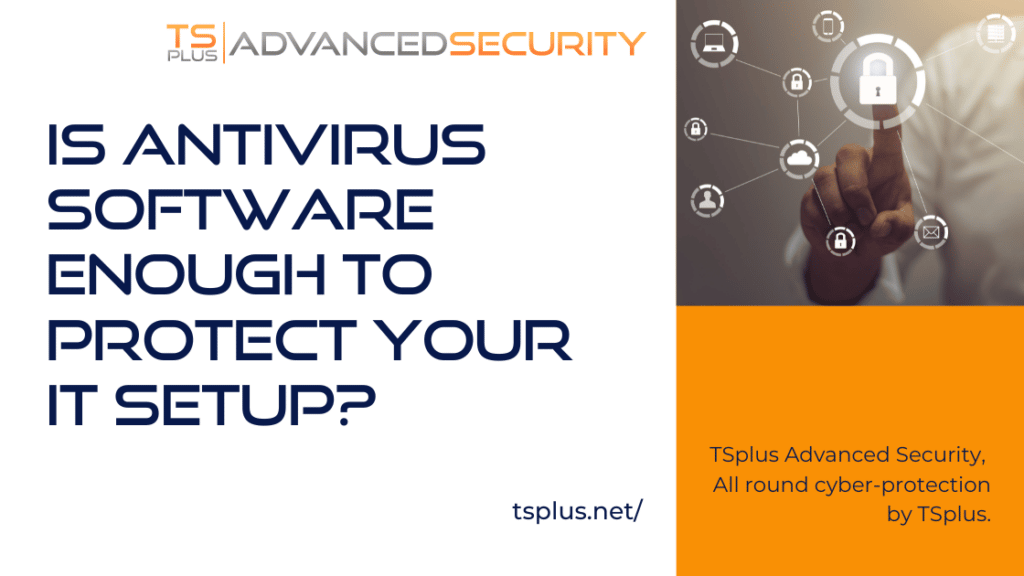 TS PLUS | ADVANCEDSECURITY
IS ANTIVIRUS
SOFTWARE
ENOUGH TO
PROTECT YOUR
IT SETUP?
tsplus.net/
TSplus Advanced Security,
All round cyber-protection
by TSplus.